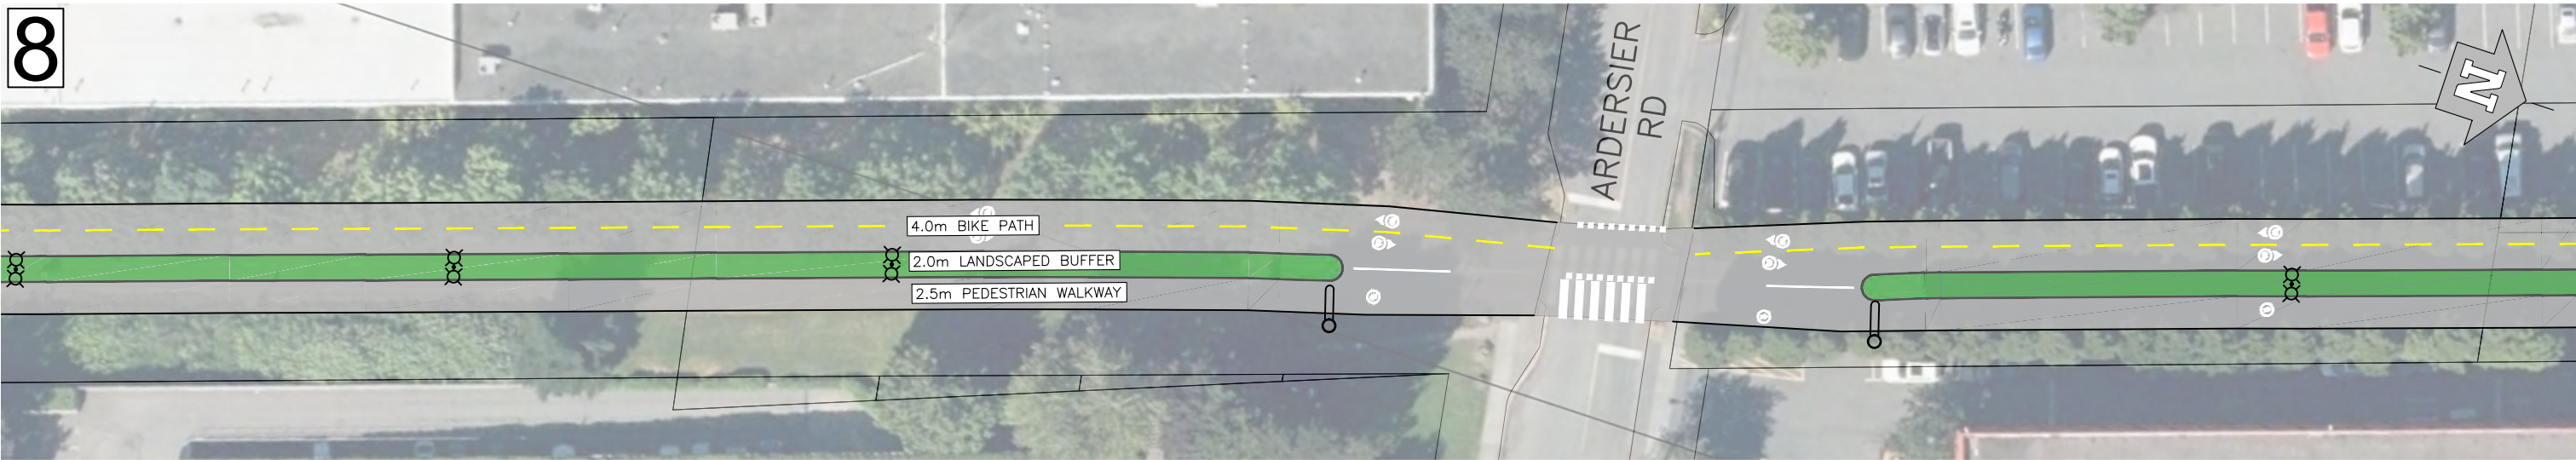 8
ARDERSIER
RD
N
4.0m BIKE PATH
2.0m LANDSCAPED BUFFER
2.5m PEDESTRIAN WALKWAY